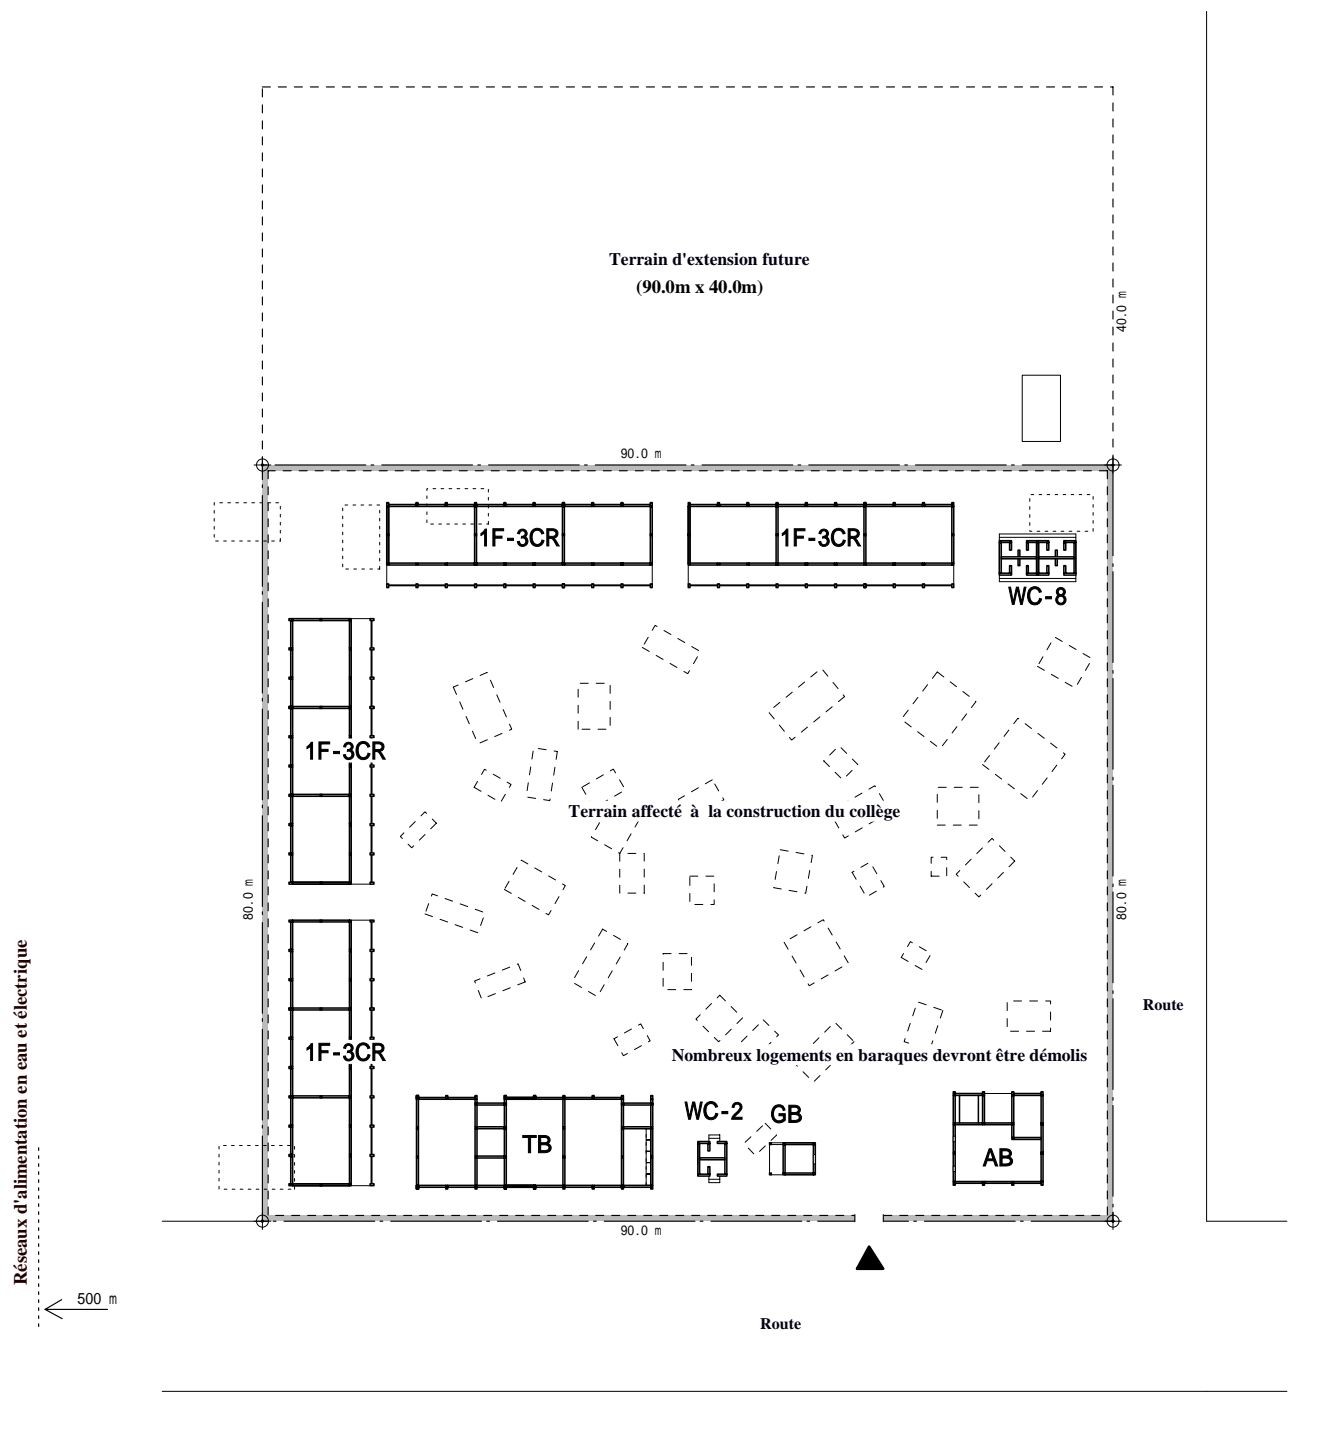 Terrain d'extension future
(90.0m x 40.0m)
40.0 m
90.0 m
1F-3CR
1F-3CR
WC-8
1F-3CR
Terrain affecté à la construction du collège
80.0 m
80.0 m
Réseaux d'alimentation en eau et électrique
Route
1F-3CR
Nombreux logements en baraques devront être démolis
WC-2
GB
TB
AB
90.0 m
500 m
Route